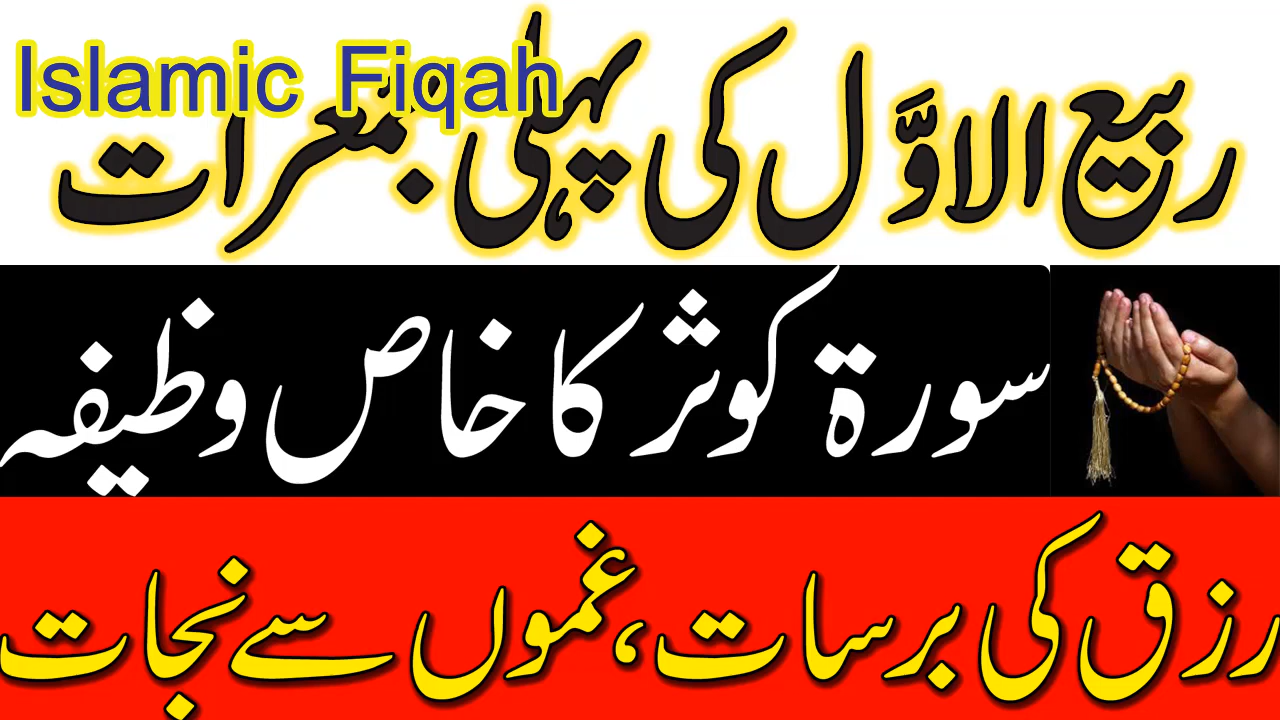 Islamic Fiqah
ربیع الاوّل کی پہلی جمعرات
سورۃ کوثر کا خاص وظیفہ
رزق کی برسات، غموں سے نجات